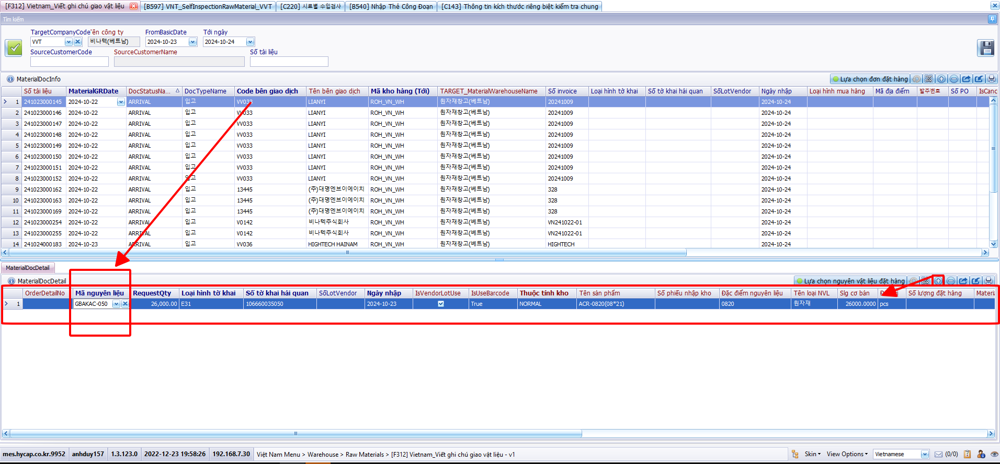 [F312] Vietnam_Viết ghi chú giao vật liệu [B597] VNT_SelfInspectionRawMaterial_VVT [C220] 시료별 수입검사 [B540] Nhập Thẻ Công Đoạn [C143] Thông tin kích thước riêng biệt kiểm tra chung
Tìm kiếm
TargetCompanyCode ên công ty FromBasicDate Tới ngày
VVT 비나텍(베트남) 2024-10-23 2024-10-24
SourceCustomerCode SourceCustomerName Số tài liệu
MaterialDocInfo Lựa chọn đơn đặt hàng
Số tài liệu MaterialGRDate DocStatusNa... DocTypeName Code bên giao dịch Tên bên giao dịch Mã kho hàng (Tới) TARGET_MaterialWarehouseName Số invoice Loại hình tờ khai Số tờ khai hải quan SốLotVendor Ngày nhập Loại hình mua hàng Mã địa điểm 발주번호 Số PO IsCanc
1 241023000145 2024-10-22 ARRIVAL 입고 VV033 LIANYI ROH_VN_WH 원자재창고(베트남) 20241009 2024-10-24
2 241023000146 2024-10-22 ARRIVAL 입고 VV033 LIANYI ROH_VN_WH 원자재창고(베트남) 20241009 2024-10-24
3 241023000147 2024-10-22 ARRIVAL 입고 VV033 LIANYI ROH_VN_WH 원자재창고(베트남) 20241009 2024-10-24
4 241023000148 2024-10-22 ARRIVAL 입고 VV033 LIANYI ROH_VN_WH 원자재창고(베트남) 20241009 2024-10-24
5 241023000149 2024-10-22 ARRIVAL 입고 VV033 LIANYI ROH_VN_WH 원자재창고(베트남) 20241009 2024-10-24
6 241023000150 2024-10-22 ARRIVAL 입고 VV033 LIANYI ROH_VN_WH 원자재창고(베트남) 20241009 2024-10-24
7 241023000151 2024-10-22 ARRIVAL 입고 VV033 LIANYI ROH_VN_WH 원자재창고(베트남) 20241009 2024-10-24
8 241023000152 2024-10-22 ARRIVAL 입고 VV033 LIANYI ROH_VN_WH 원자재창고(베트남) 20241009 2024-10-24
9 241023000162 2024-10-22 ARRIVAL 입고 13445 (주)대명엔브이에이치 ROH_VN_WH 원자재창고(베트남) 328 2024-10-24
10 241023000163 2024-10-22 ARRIVAL 입고 13445 (주)대명엔브이에이치 ROH_VN_WH 원자재창고(베트남) 328 2024-10-24
11 241023000169 2024-10-22 ARRIVAL 입고 13445 (주)대명엔브이에이치 ROH_VN_WH 원자재창고(베트남) 328 2024-10-24
12 241023000254 2024-10-22 ARRIVAL 입고 V0142 비나텍주식회사 ROH_VN_WH 원자재창고(베트남) VN241022-01 2024-10-24
13 241023000255 2024-10-22 ARRIVAL 입고 V0142 비나텍주식회사 ROH_VN_WH 원자재창고(베트남) VN241022-01 2024-10-24
14 241024000183 2024-10-23 ARRIVAL 입고 VV036 HIGHTECH HAINAM ROH_VN_WH 원자재창고(베트남) HIGHTECH 2024-10-24
MaterialDocDetail
MaterialDocDetail Lựa chọn nguyên vật liệu đặt hàng
OrderDetailNo Mã nguyên liệu RequestQty Loại hình tờ khai Số tờ khai hải quan SốLotVendor Ngày nhập IsVendorLotUse IsUseBarcode Thuộc tính kho Tên sản phẩm Số phiếu nhập kho Đặc điểm nguyên liệu Tên loại NVL Slg cơ bản Số lượng đặt hàng Materi
1 GBAKAC-050 26,000.00 E31 106660035050 2024-10-23 True NORMAL ACR-0820(08*21) 0820 원자재 26000.0000 pcs
mes.hycap.co.kr.9952 anhduy157 1.3.123.0 2022-12-23 19:58:26 192.168.7.30 Việt Nam Menu > Warehouse > Raw Materials > [F312] Vietnam_Viết ghi chú giao vật liệu - v1 Skin View Options Vietnamese (0/0)